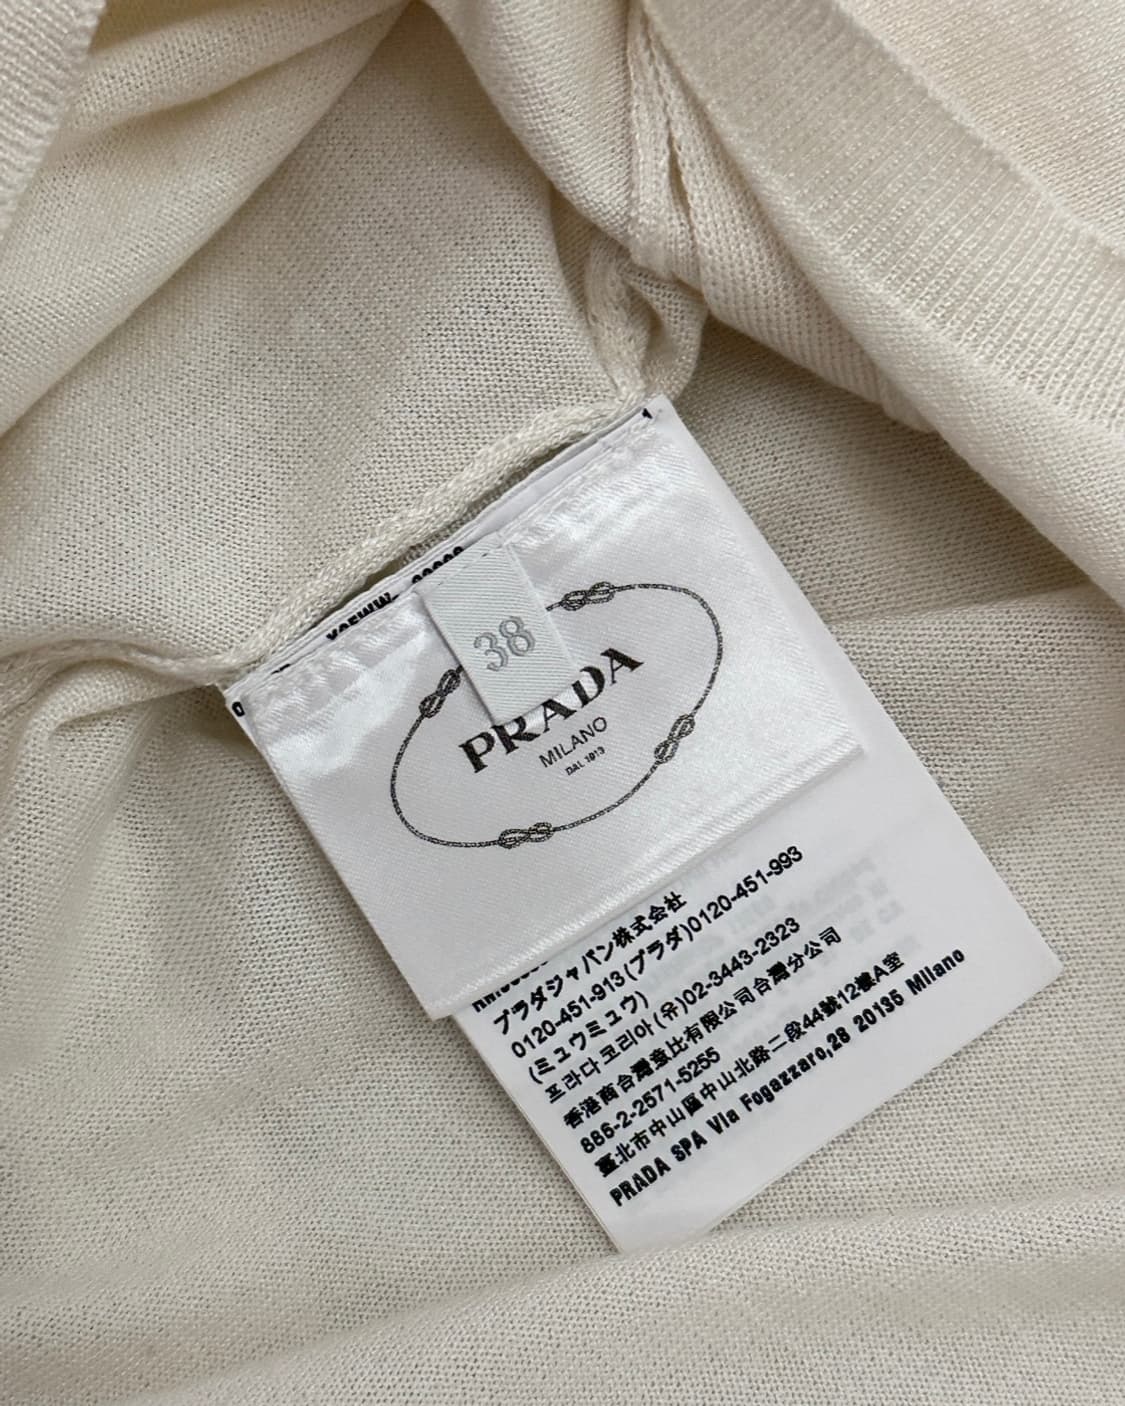 38
PRADA
MILANO
DAL 1913
プラダジャパン株式会社
0120-451-913(プラダ)0120-451-993
(ミュウミュウ)
프라다코리아(유)02-3443-2323
香港商台灣童比有限公司台灣分公司
886-2-2571-5255
臺北市中山區中山北路二段44號12樓A室
PRADA SPA Via Fogazzaro,28 20135 Milano